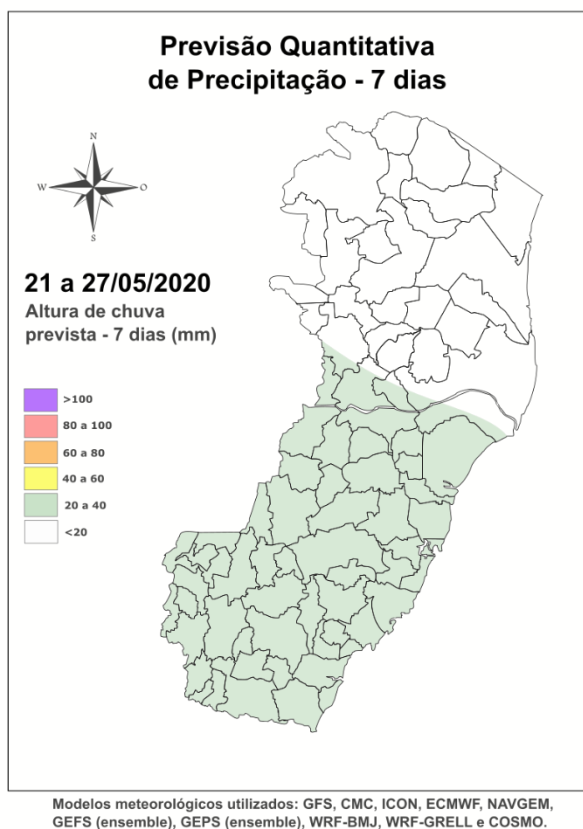 Previsão Quantitativa
de Precipitação - 7 dias
N
W
O
S
21 a 27/05/2020
Altura de chuva
prevista - 7 dias (mm)
>100
80 a 100
60 a 80
40 a 60
20 a 40
<20
Modelos meteorológicos utilizados: GFS, CMC, ICON, ECMWF, NAVGEM,
GEFS (ensemble), GEPS (ensemble), WRF-BMJ, WRF-GRELL e COSMO.